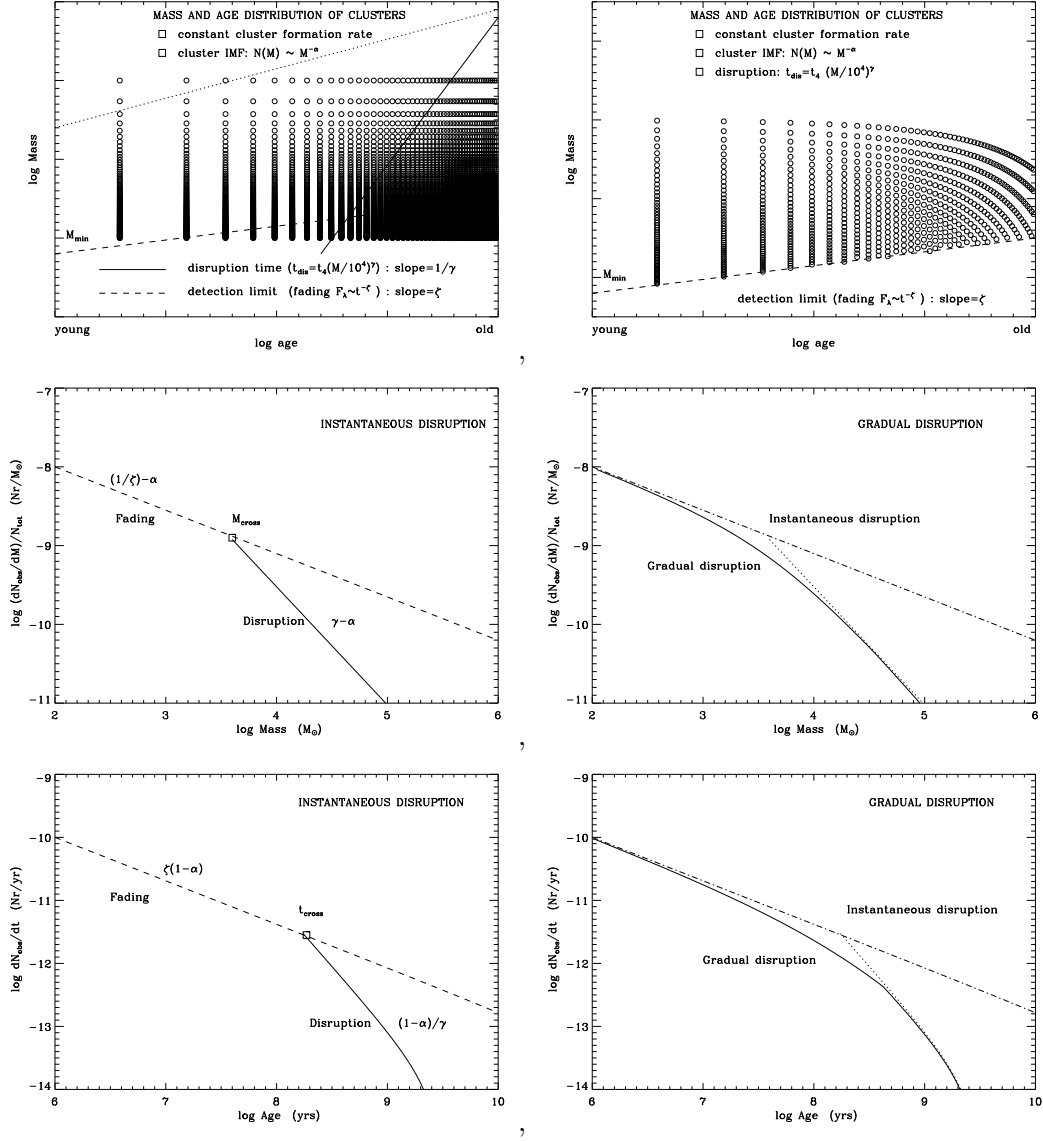 MASS AND AGE DISTRIBUTION OF CLUSTERS
□ constant cluster formation rate
□ cluster IMF: N(M) ~ M^-α
log Mass
M_min
disruption time (t_dis=t_4(M/10^4)^γ) : slope=1/γ
detection limit (fading F_λ~t^-ζ ) : slope=ζ
young
old
log age
,
MASS AND AGE DISTRIBUTION OF CLUSTERS
□ constant cluster formation rate
□ cluster IMF: N(M) ~ M^-α
□ disruption: t_dis=t_4 (M/10^4)^γ
log Mass
M_min
detection limit (fading F_λ~t^-ζ ) : slope=ζ
young
old
log age
-7
-8
-9
-10
-11
log (dN_obs/dM)/N_tot (Nr/M_⊙)
INSTANTANEOUS DISRUPTION
(1/ζ)-α
Fading
M_cross
Disruption
γ-α
2 3 4 5 6
log Mass (M_⊙)
,
-7
-8
-9
-10
-11
log (dN_obs/dM)/N_tot (Nr/M_⊙)
GRADUAL DISRUPTION
Instantaneous disruption
Gradual disruption
2 3 4 5 6
log Mass (M_⊙)
-9
-10
-11
-12
-13
-14
log dN_obs/dt (Nr/yr)
INSTANTANEOUS DISRUPTION
ζ(1-α)
Fading
t_cross
Disruption
(1-α)/γ
6 7 8 9 10
log Age (yrs)
,
-9
-10
-11
-12
-13
-14
log dN_obs/dt (Nr/yr)
GRADUAL DISRUPTION
Instantaneous disruption
Gradual disruption
6 7 8 9 10
log Age (yrs)